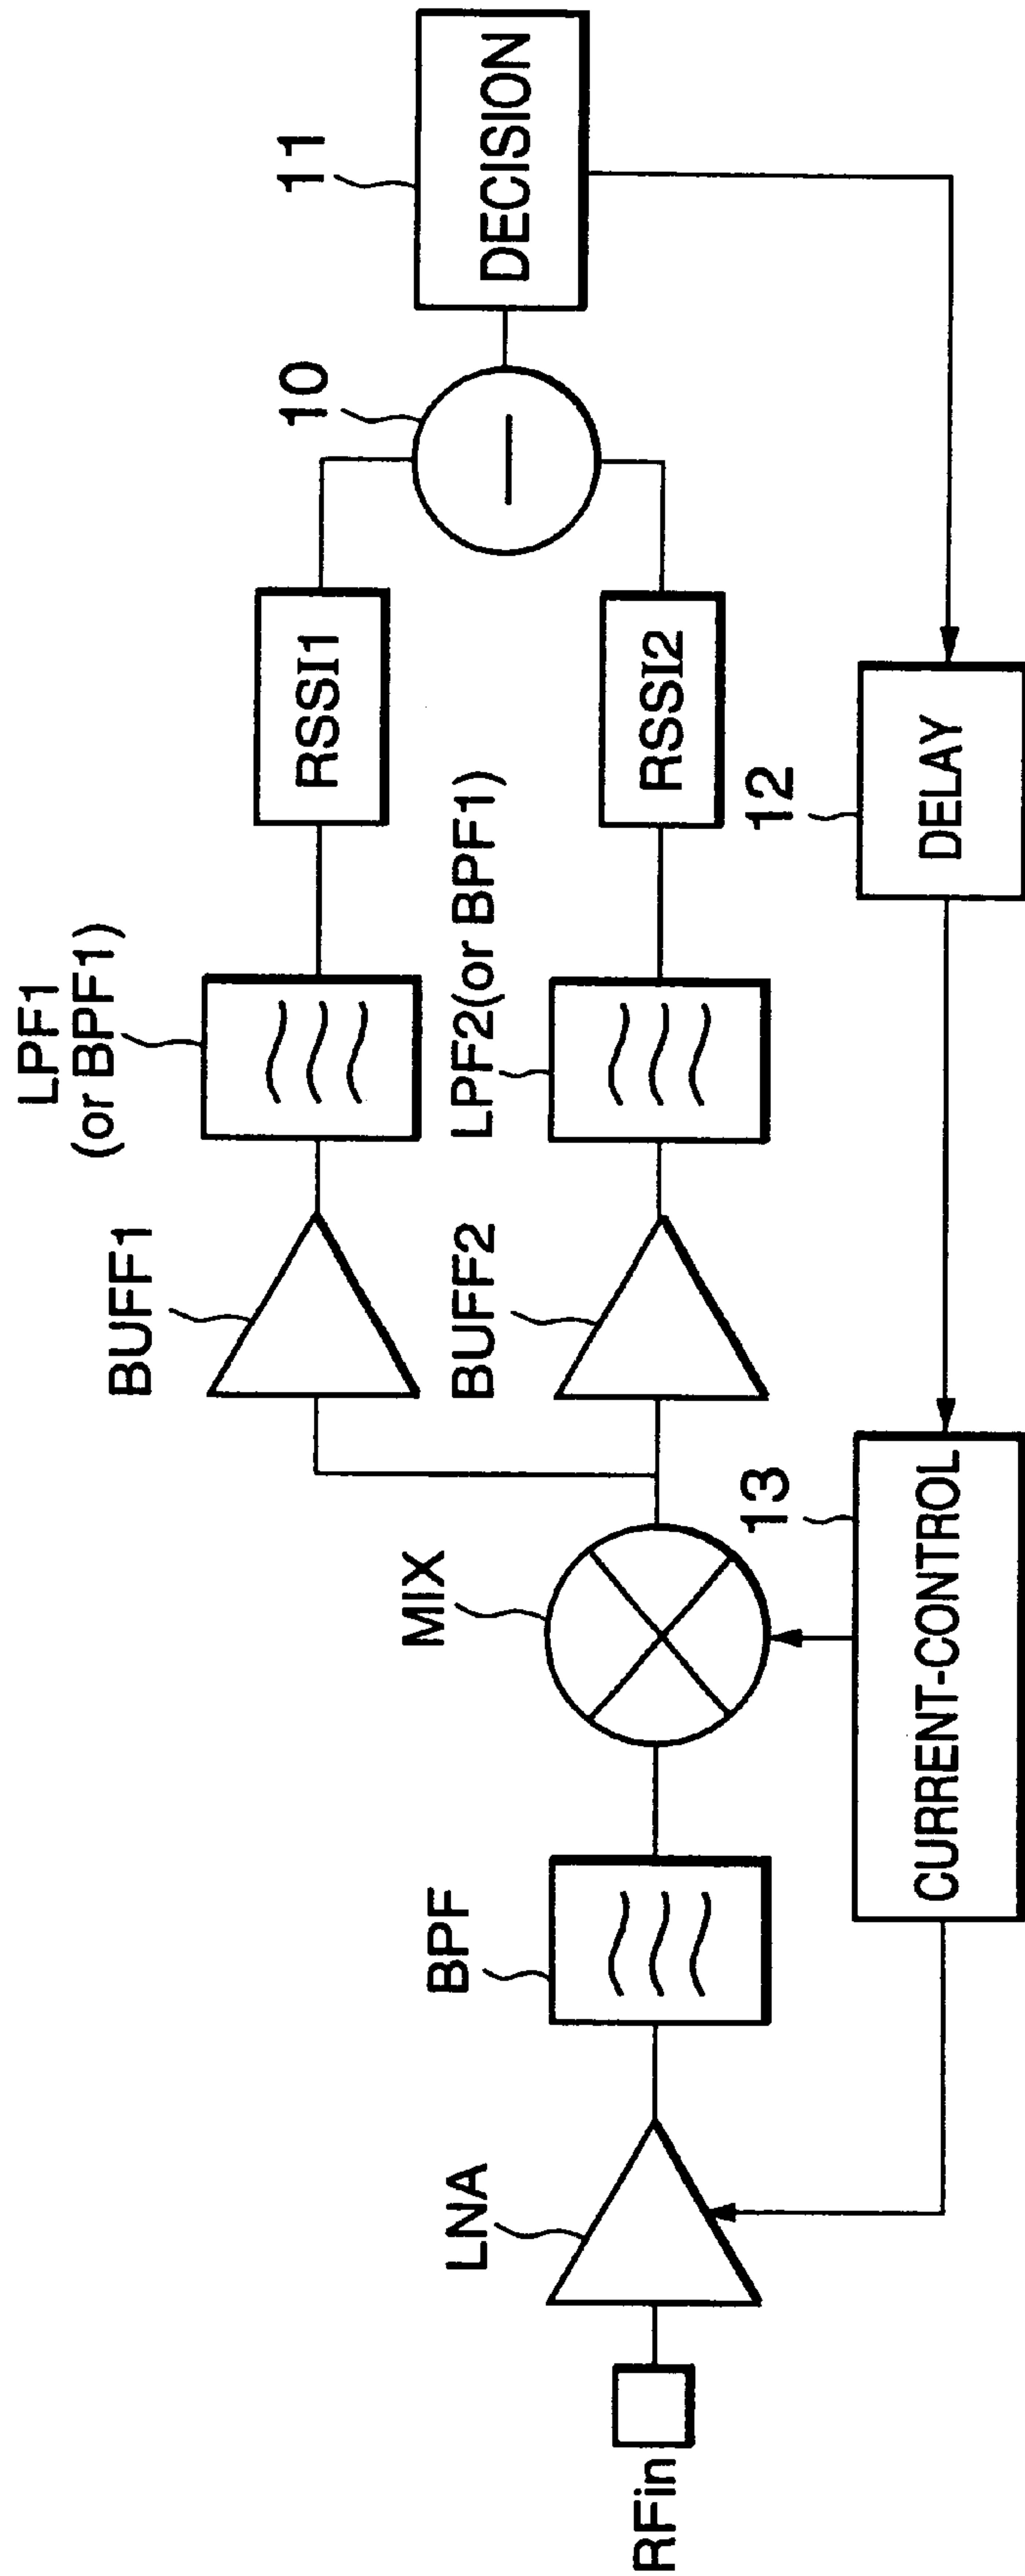 LPF1
(or BPF1)
BUFF1
RSSI1
10
11
DECISION
LPF2(or BPF1)
BUFF2
RSSI2
MIX
BPF
LNA
RFin
12
DELAY
13
CURRENT-CONTROL